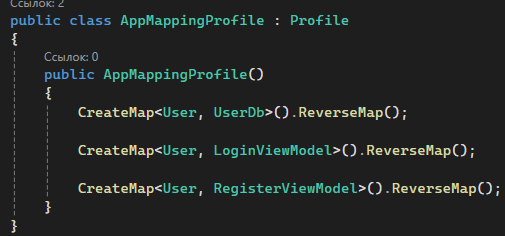 Ссылок: 2
public class AppMappingProfile : Profile
{
Ссылок: 0
public AppMappingProfile()
{
CreateMap<User, UserDb>().ReverseMap();
CreateMap<User, LoginViewModel>().ReverseMap();
CreateMap<User, RegisterViewModel>().ReverseMap();
}
}